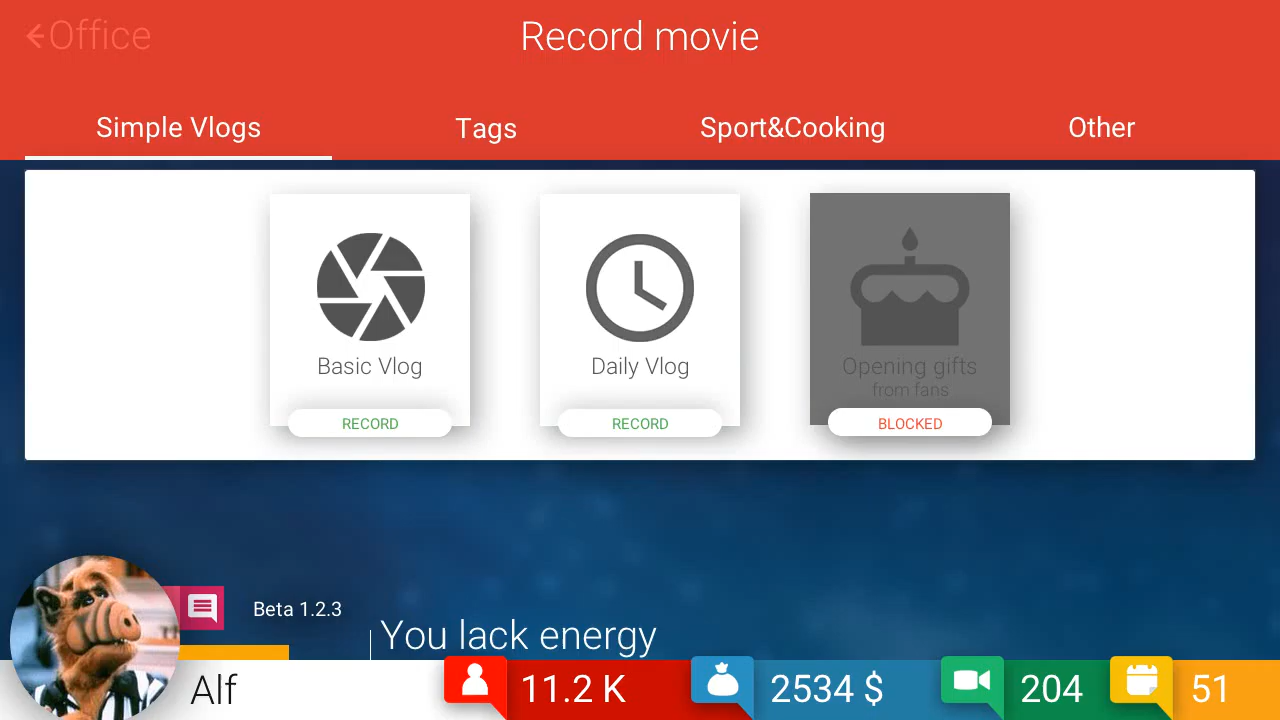 Office
Record movie
Simple Vlogs
Tags
Sport&Cooking
Other
Basic Vlog
RECORD
Daily Vlog
RECORD
Opening gifts
from fans
BLOCKED
Beta 1.2.3
You lack energy
Alf
11.2 K
2534 $
204
51